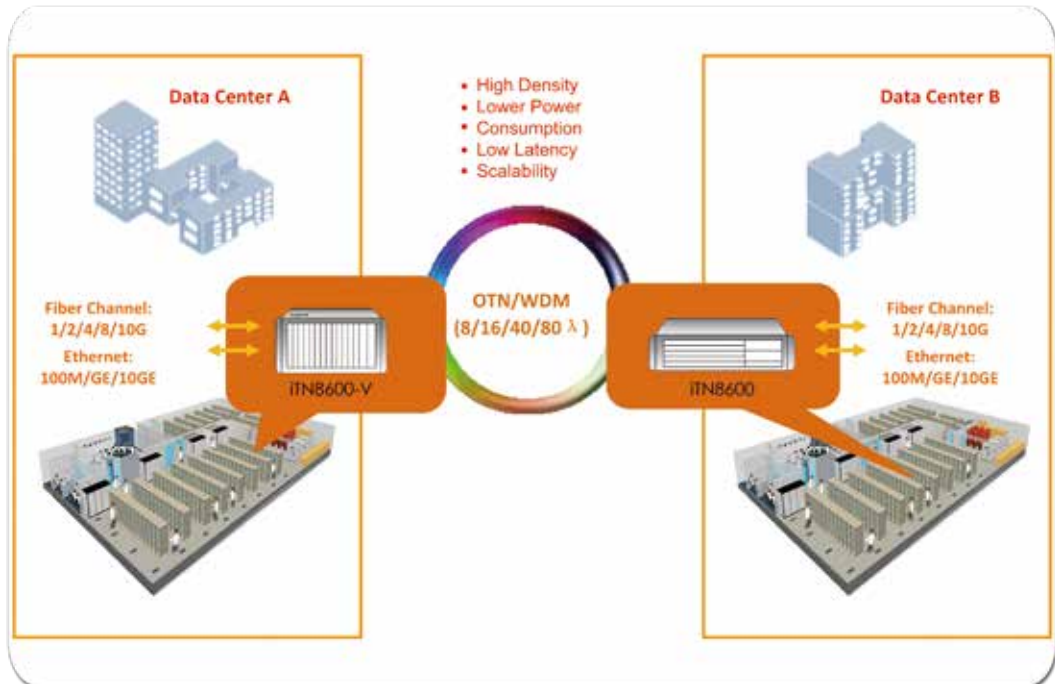 Data Center A
• High Density
• Lower Power
• Consumption
• Low Latency
• Scalability
Data Center B
Fiber Channel:
1/2/4/8/10G
Ethernet:
100M/GE/10GE
iTN8600-V
OTN/WDM
(8/16/40/80 λ)
iTN8600
Fiber Channel:
1/2/4/8/10G
Ethernet:
100M/GE/10GE